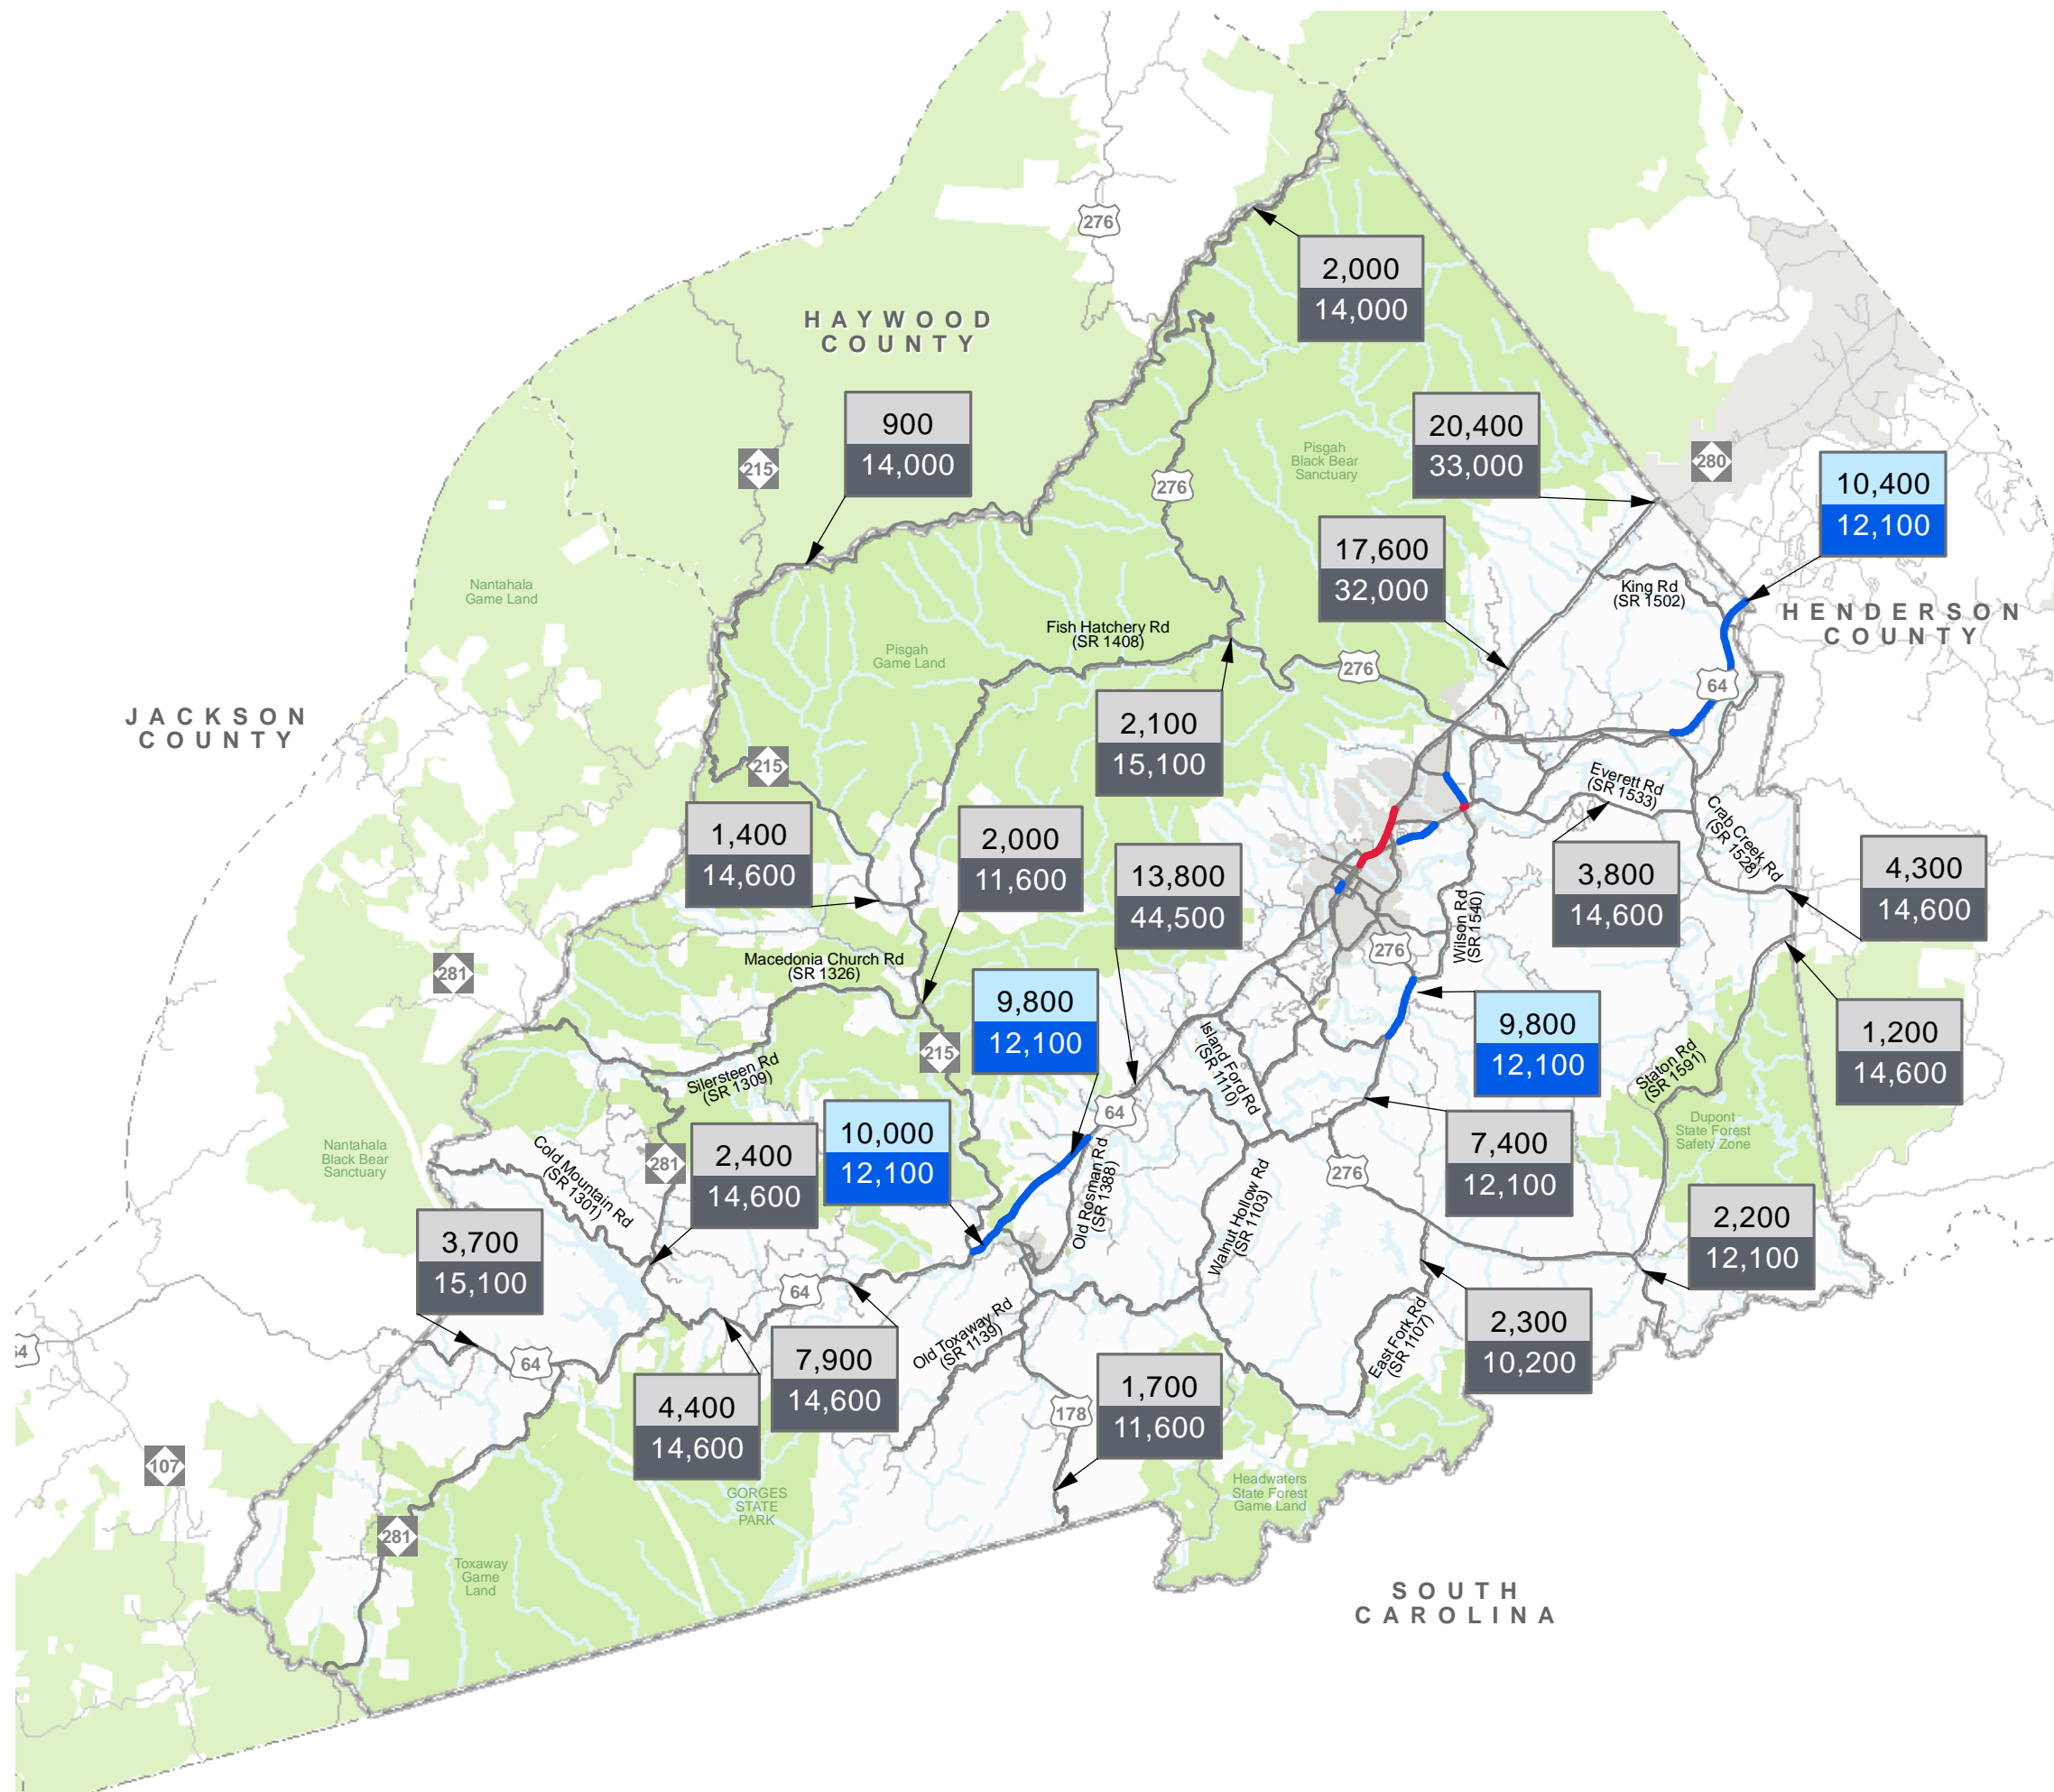 276
2,000
14,000
HAYWOOD
COUNTY
900
14,000
215
276
Pisgah
Black Bear
Sanctuary
20,400
33,000
280
10,400
12,100
17,600
32,000
Nantahala
Game Land
King Rd
(SR 1502)
HENDERSON
COUNTY
Fish Hatchery Rd
(SR 1408)
Pisgah
Game Land
276
64
JACKSON
COUNTY
2,100
15,100
215
Everett Rd
(SR 1533)
Crab Creek Rd
(SR 1528)
1,400
14,600
2,000
11,600
13,800
44,500
3,800
14,600
4,300
14,600
Wilson Rd
(SR 1540)
276
Macedonia Church Rd
(SR 1326)
281
9,800
12,100
9,800
12,100
1,200
14,600
215
Island Ford Rd
(SR 1110)
Silersteen Rd
(SR 1309)
Staton Rd
(SR 1591)
64
Dupont
State Forest
Safety Zone
10,000
12,100
7,400
12,100
Nantahala
Black Bear
Sanctuary
Cold Mountain Rd
(SR 1301)
281
2,400
14,600
Old Rosman Rd
(SR 1388)
Walnut Hollow Rd
(SR 1103)
276
3,700
15,100
2,200
12,100
64
2,300
10,200
64
64
Old Toxaway Rd
(SR 1139)
East Fork Rd
(SR 1107)
7,900
14,600
4,400
14,600
1,700
11,600
178
107
GORGES
STATE
PARK
Headwaters
State Forest
Game Land
281
Toxaway
Game
Land
SOUTH
CAROLINA